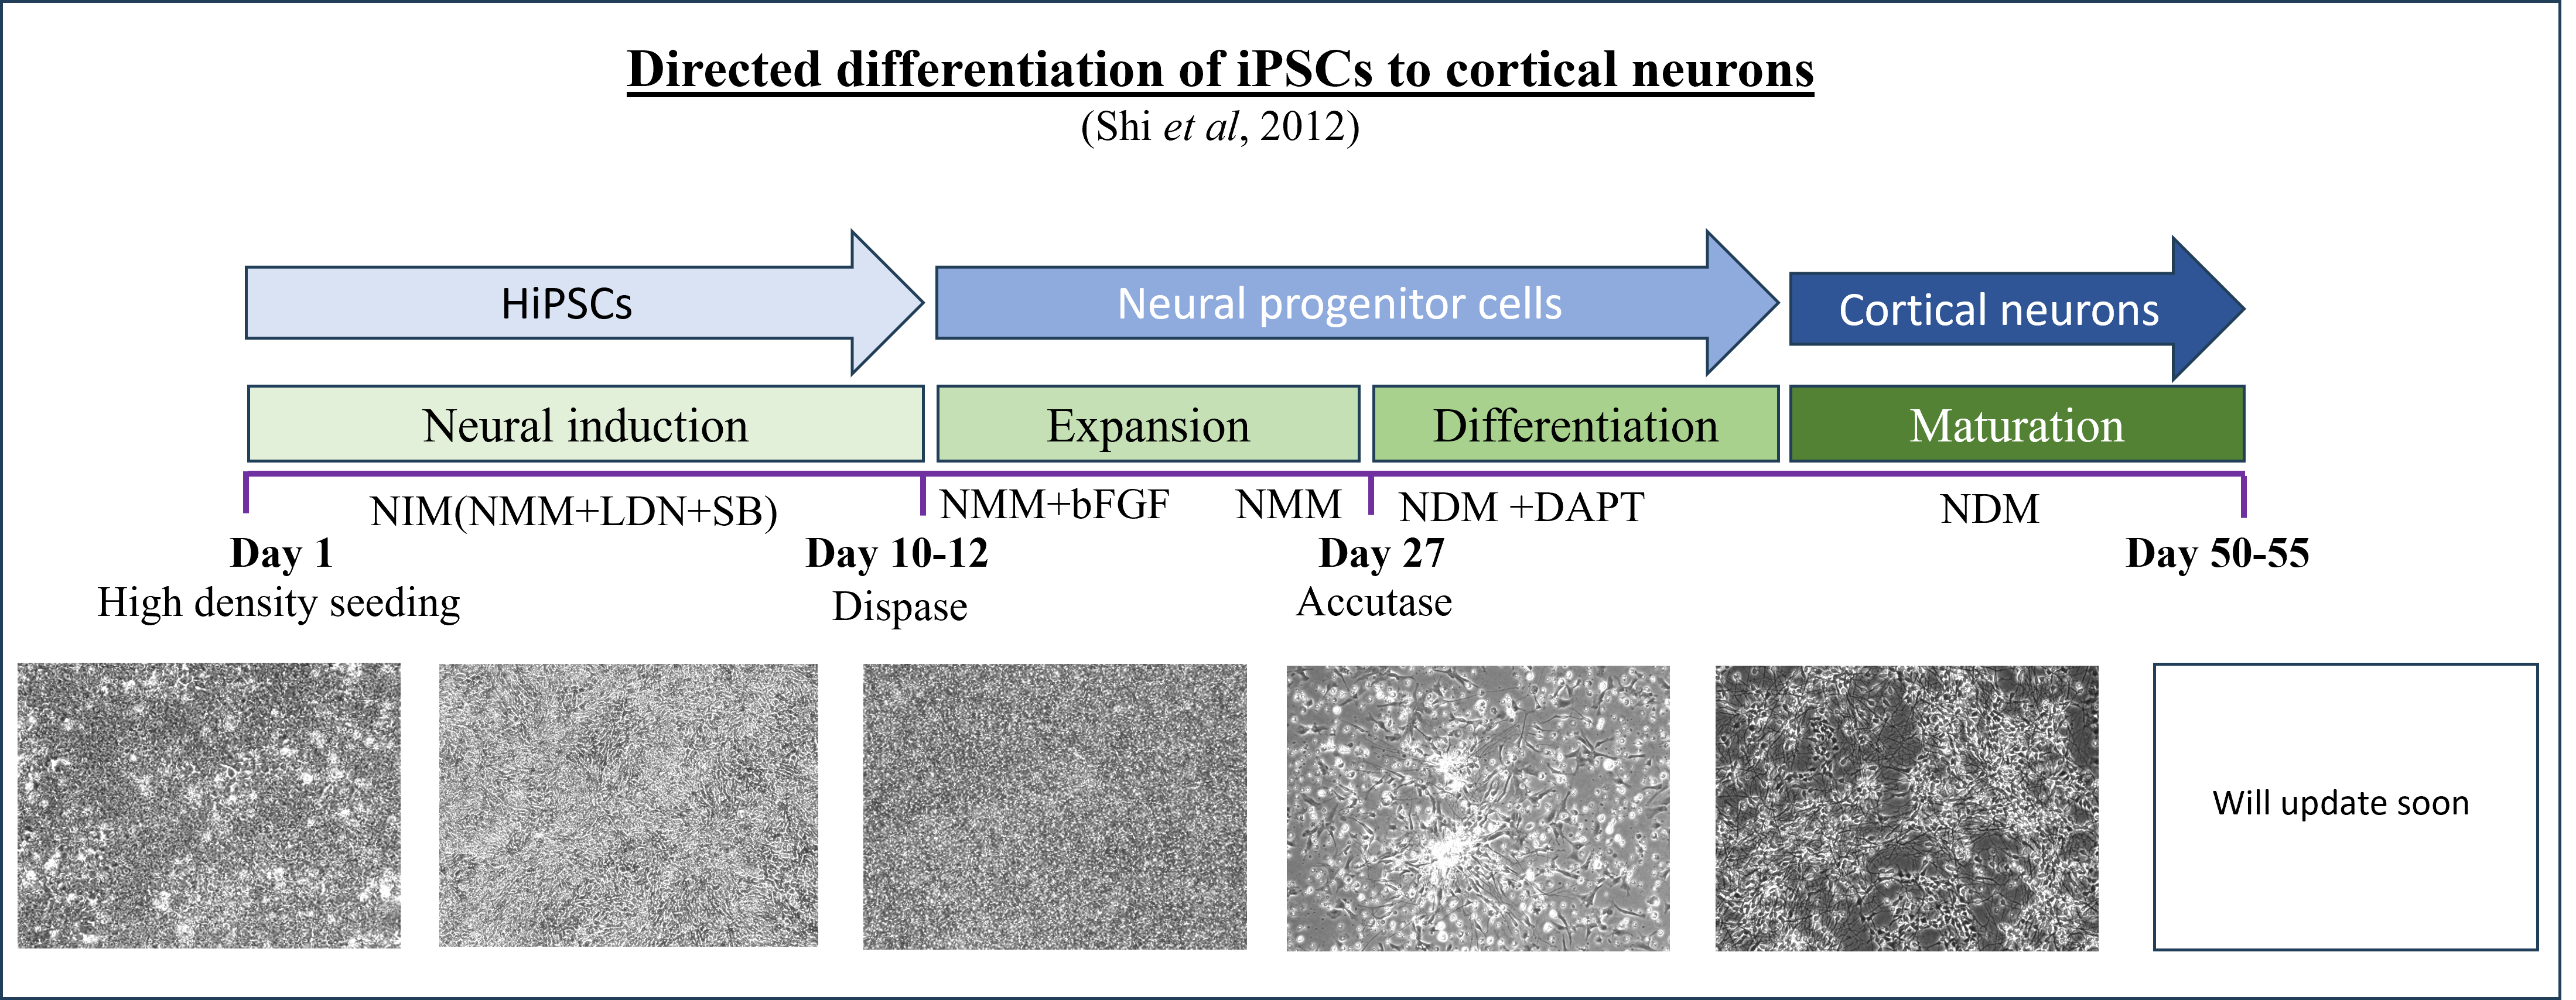 Directed differentiation of iPSCs to cortical neurons
(Shi et al, 2012)
HiPSCs
Neural progenitor cells
Cortical neurons
Neural induction
Expansion
Differentiation
Maturation
NIM(NMM+LDN+SB)
NMM+bFGF
NMM
NDM +DAPT
NDM
Day 1
High density seeding
Day 10-12
Dispase
Day 27
Accutase
Day 50-55
Will update soon